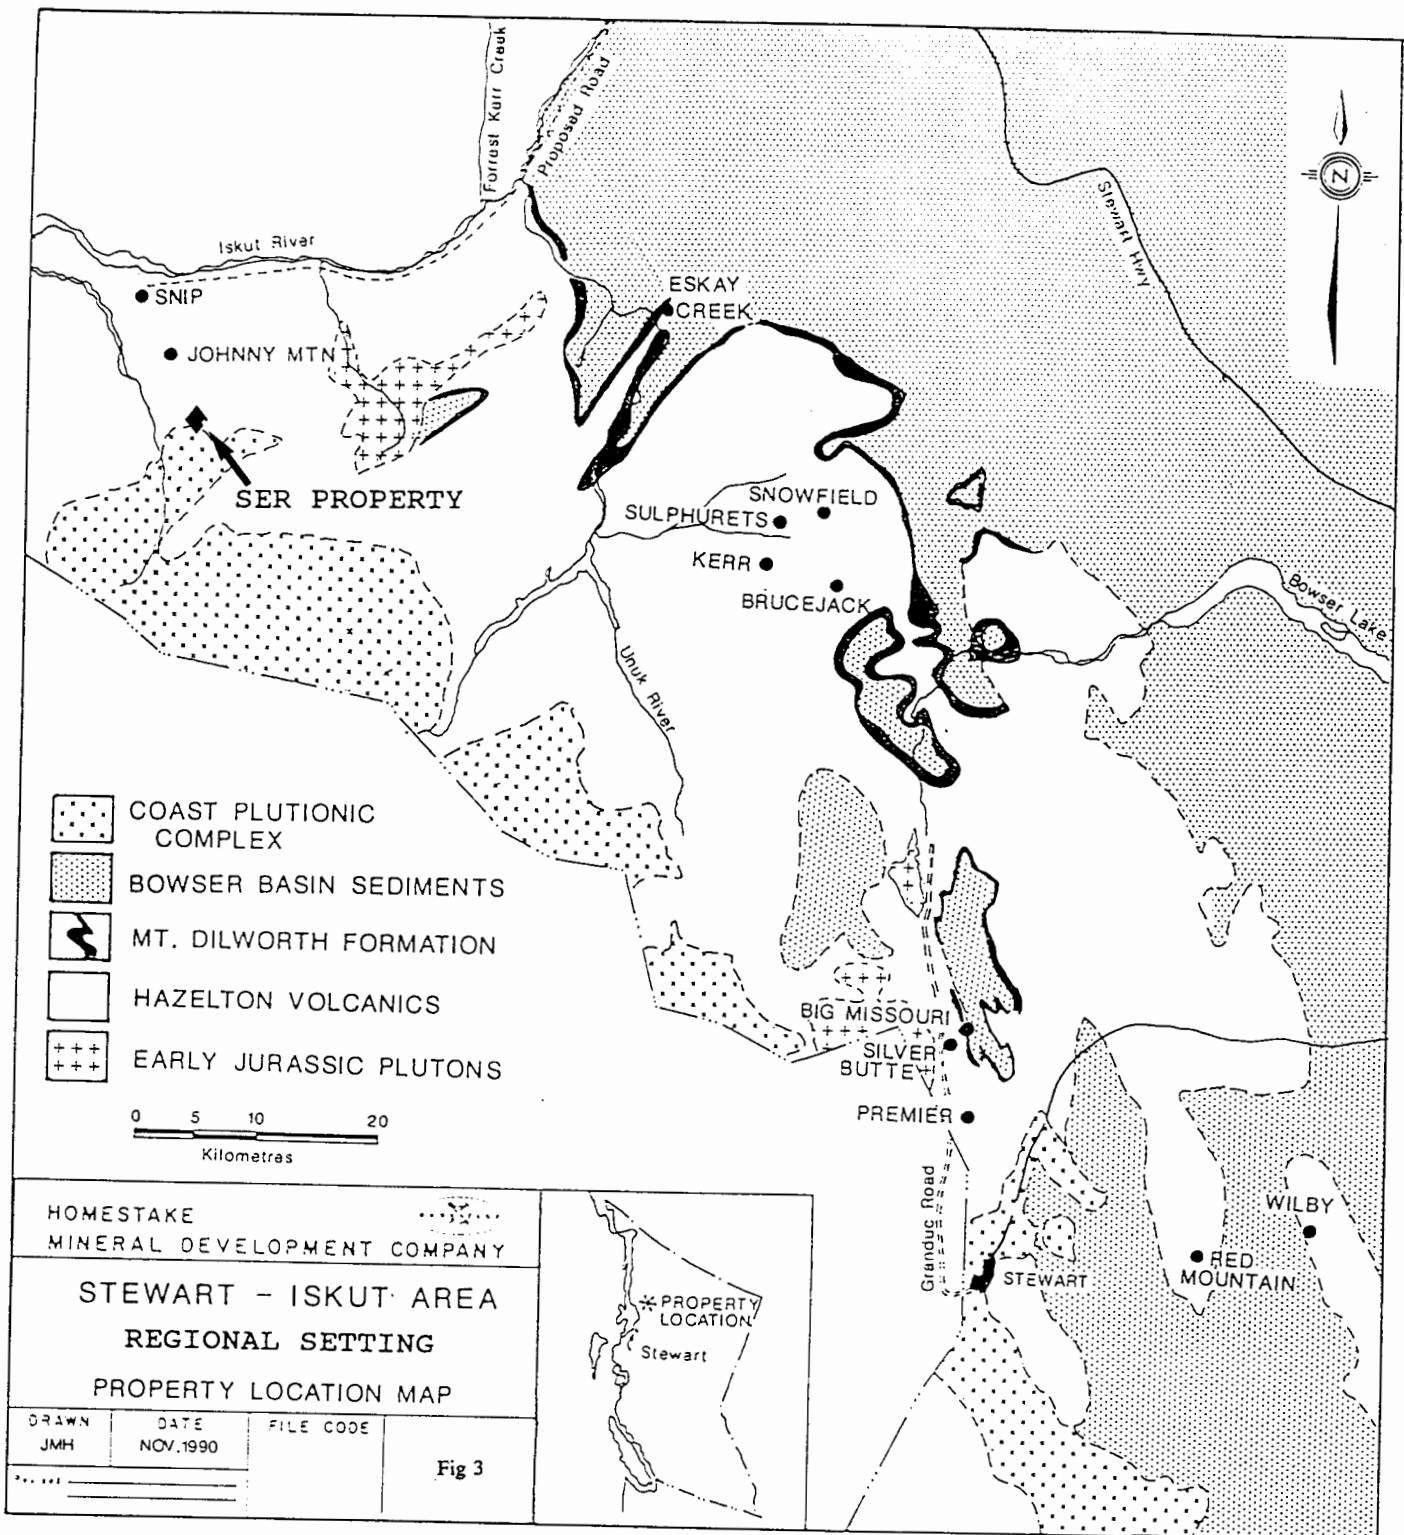 Forrest Kerr Creek
Proposed Road
Stewart Hwy
N
Iskut River
SNIP
JOHNNY MTN
ESKAY
CREEK
SER PROPERTY
SNOWFIELD
SULPHURETS
KERR
BRUCEJACK
Bowser Lake
Unuk River
COAST PLUTIONIC
COMPLEX
BOWSER BASIN SEDIMENTS
MT. DILWORTH FORMATION
HAZELTON VOLCANICS
EARLY JURASSIC PLUTONS
0 5 10 20
Kilometres
BIG MISSOURI
SILVER
BUTTE
PREMIER
Granduc Road
STEWART
WILBY
RED
MOUNTAIN
HOMESTAKE
MINERAL DEVELOPMENT COMPANY
STEWART - ISKUT AREA
REGIONAL SETTING
PROPERTY LOCATION MAP
DRAWN
JMH
DATE
NOV.1990
FILE CODE
Fig 3
PROPERTY
LOCATION
Stewart